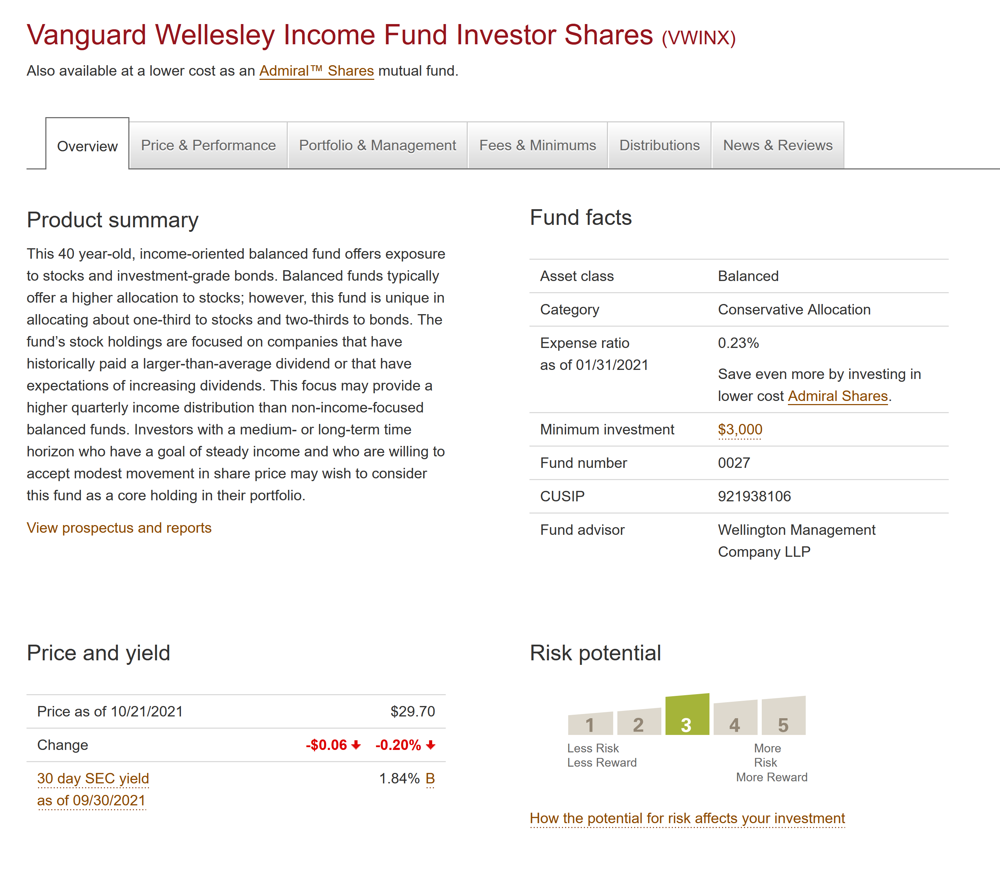 Vanguard Wellesley Income Fund Investor Shares (VWINX)
Also available at a lower cost as an Admiral™ Shares mutual fund.
Overview
Price & Performance
Portfolio & Management
Fees & Minimums
Distributions
News & Reviews
Product summary
This 40 year-old, income-oriented balanced fund offers exposure
to stocks and investment-grade bonds. Balanced funds typically
offer a higher allocation to stocks; however, this fund is unique in
allocating about one-third to stocks and two-thirds to bonds. The
fund’s stock holdings are focused on companies that have
historically paid a larger-than-average dividend or that have
expectations of increasing dividends. This focus may provide a
higher quarterly income distribution than non-income-focused
balanced funds. Investors with a medium- or long-term time
horizon who have a goal of steady income and who are willing to
accept modest movement in share price may wish to consider
this fund as a core holding in their portfolio.
View prospectus and reports
Fund facts
Asset class Balanced
Category Conservative Allocation
Expense ratio 0.23%
as of 01/31/2021
Save even more by investing in
lower cost Admiral Shares.
Minimum investment $3,000
Fund number 0027
CUSIP 921938106
Fund advisor Wellington Management
Company LLP
Price and yield
Price as of 10/21/2021 $29.70
Change -$0.06 -0.20%
30 day SEC yield 1.84% B
as of 09/30/2021
Risk potential
1 2 3 4 5
Less Risk
Less Reward
More
Risk
More Reward
How the potential for risk affects your investment